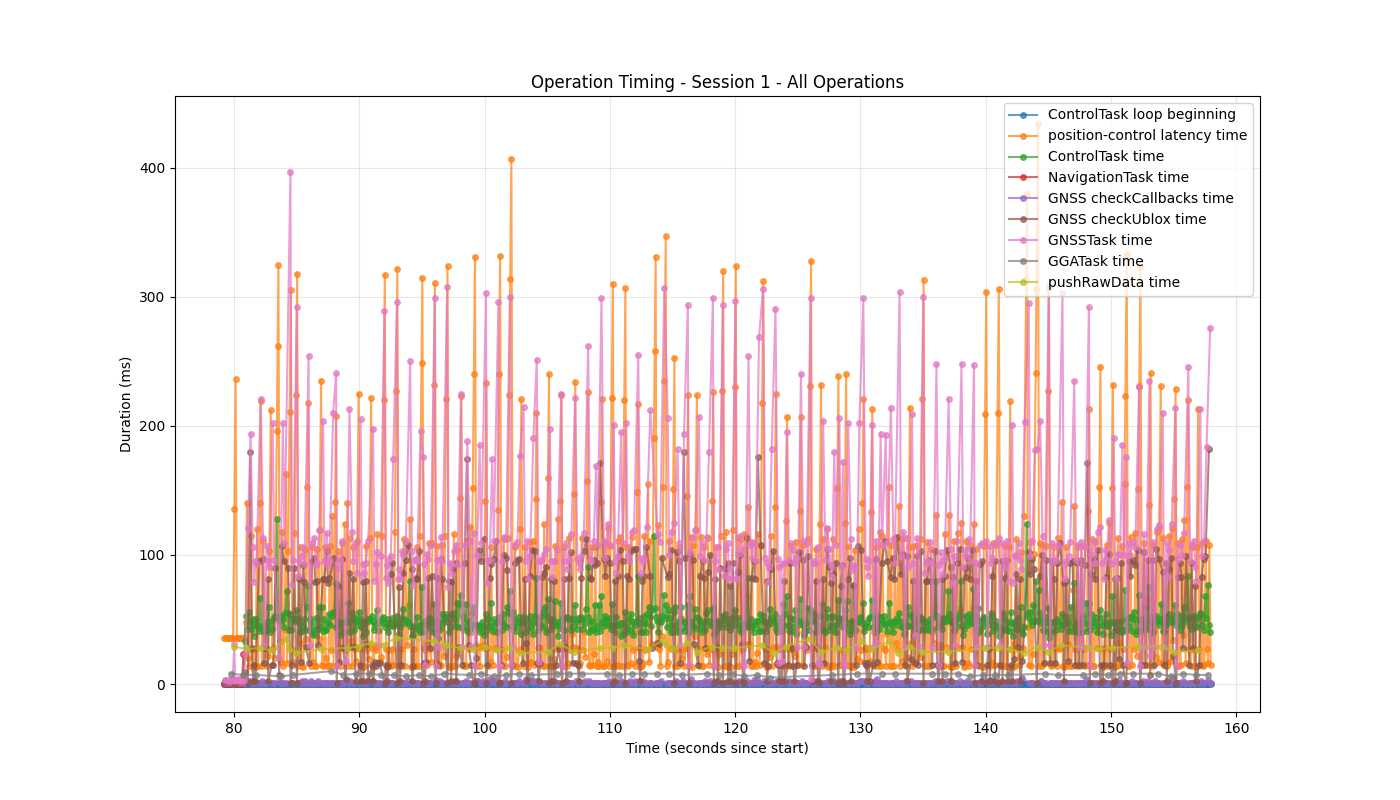 Operation Timing - Session 1 - All Operations
ControlTask loop beginning
position-control latency time
ControlTask time
NavigationTask time
GNSS checkCallbacks time
GNSS checkUblox time
GNSSTask time
GGATask time
pushRawData time
Duration (ms)
400
300
200
100
0
80 90 100 110 120 130 140 150 160
Time (seconds since start)